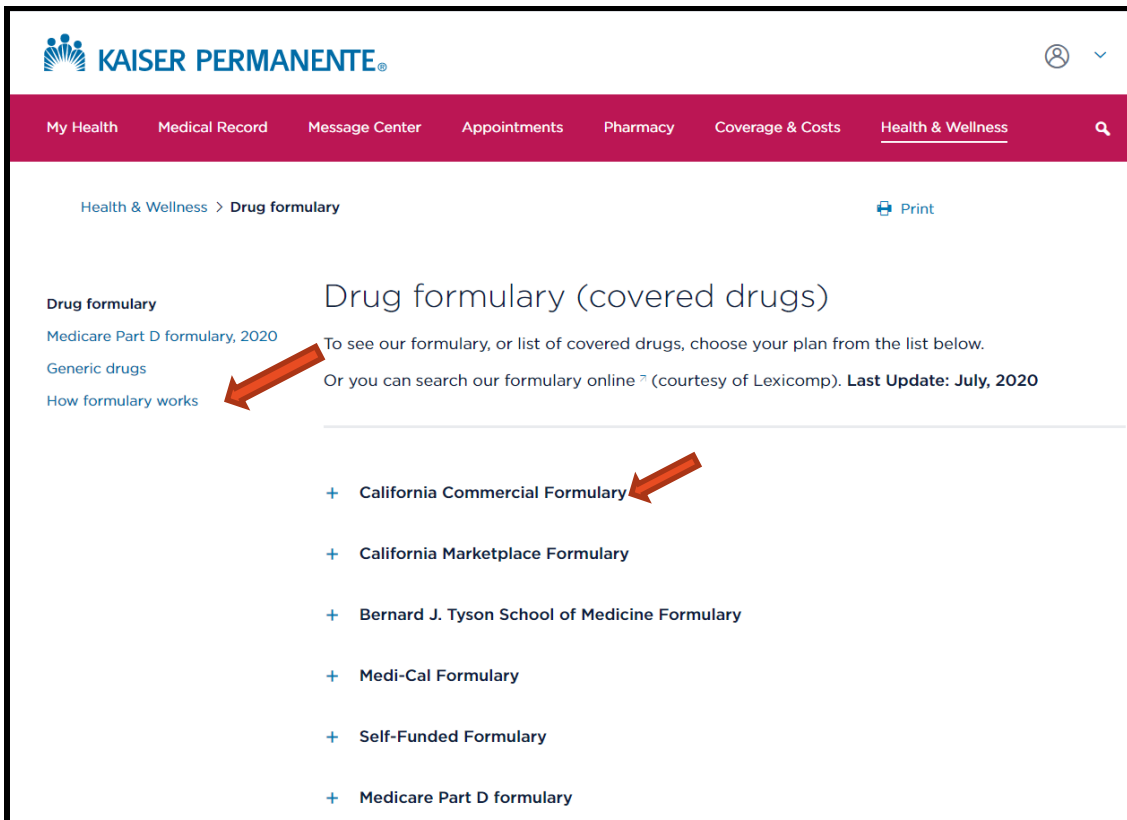 KAISER PERMANENTE®
My Health Medical Record Message Center Appointments Pharmacy Coverage & Costs Health & Wellness
Health & Wellness > Drug formulary
Print
Drug formulary
Medicare Part D formulary, 2020
Generic drugs
How formulary works
Drug formulary (covered drugs)
To see our formulary, or list of covered drugs, choose your plan from the list below.
Or you can search our formulary online (courtesy of Lexicomp). Last Update: July, 2020
+ California Commercial Formulary
+ California Marketplace Formulary
+ Bernard J. Tyson School of Medicine Formulary
+ Medi-Cal Formulary
+ Self-Funded Formulary
+ Medicare Part D formulary